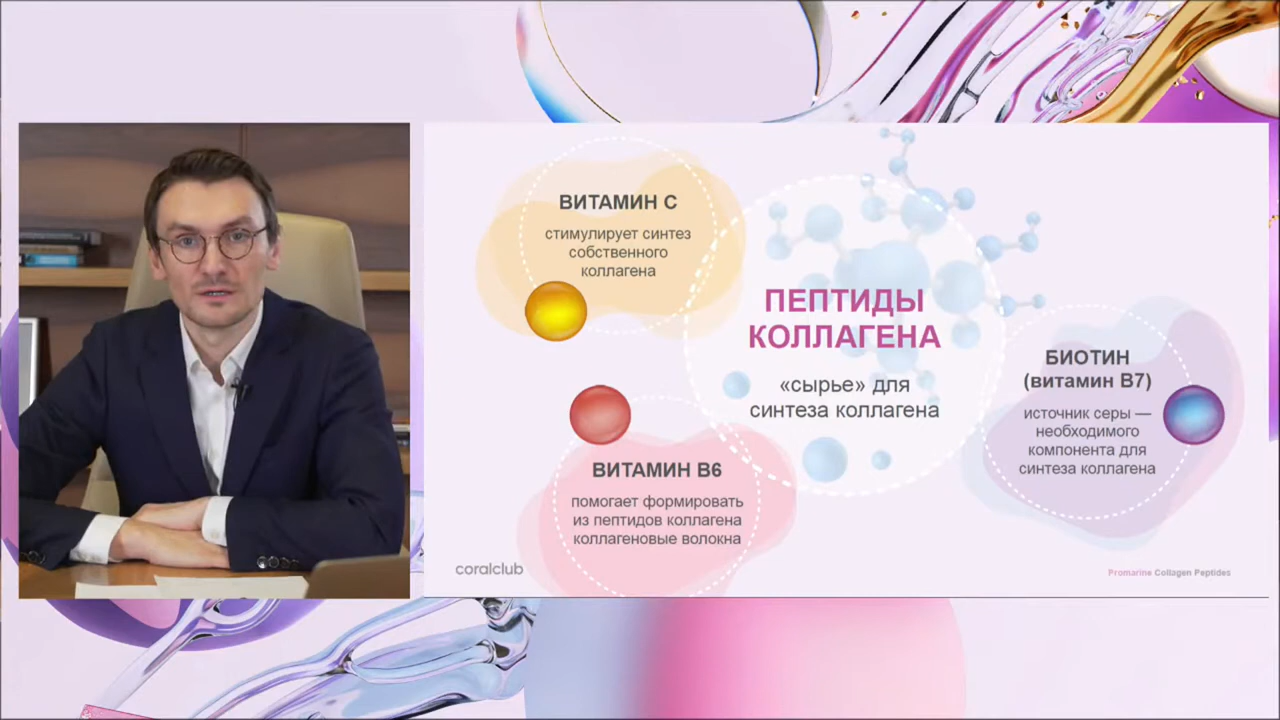 ВИТАМИН С
стимулирует синтез
собственного
коллагена
ПЕПТИДЫ
КОЛЛАГЕНА
«сырье» для
синтеза коллагена
БИОТИН
(витамин В7)
источник серы —
необходимого
компонента для
синтеза коллагена
ВИТАМИН В6
помогает формировать
из пептидов коллагена
коллагеновые волокна
coralclub
Promarine Collagen Peptides